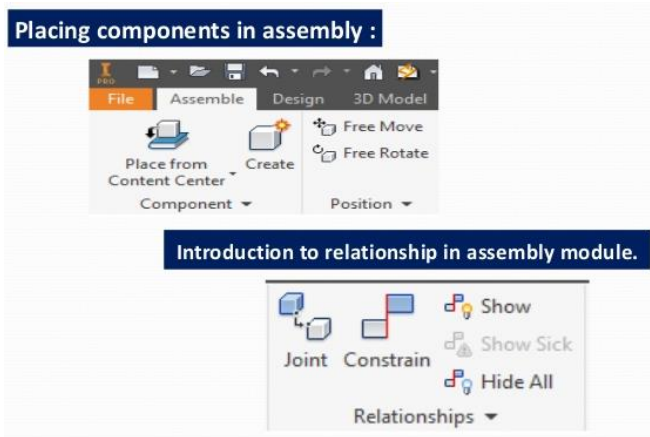 Placing components in assembly :
I
PRO
File Assemble Design 3D Model
Place from
Content Center
Create
Free Move
Free Rotate
Component
Position
Introduction to relationship in assembly module.
Joint
Constrain
Show
Show Sick
Hide All
Relationships